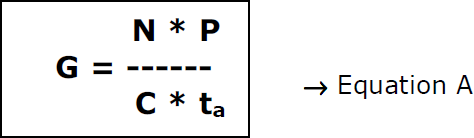 N * P
G = ------
C * tₐ
→ Equation A